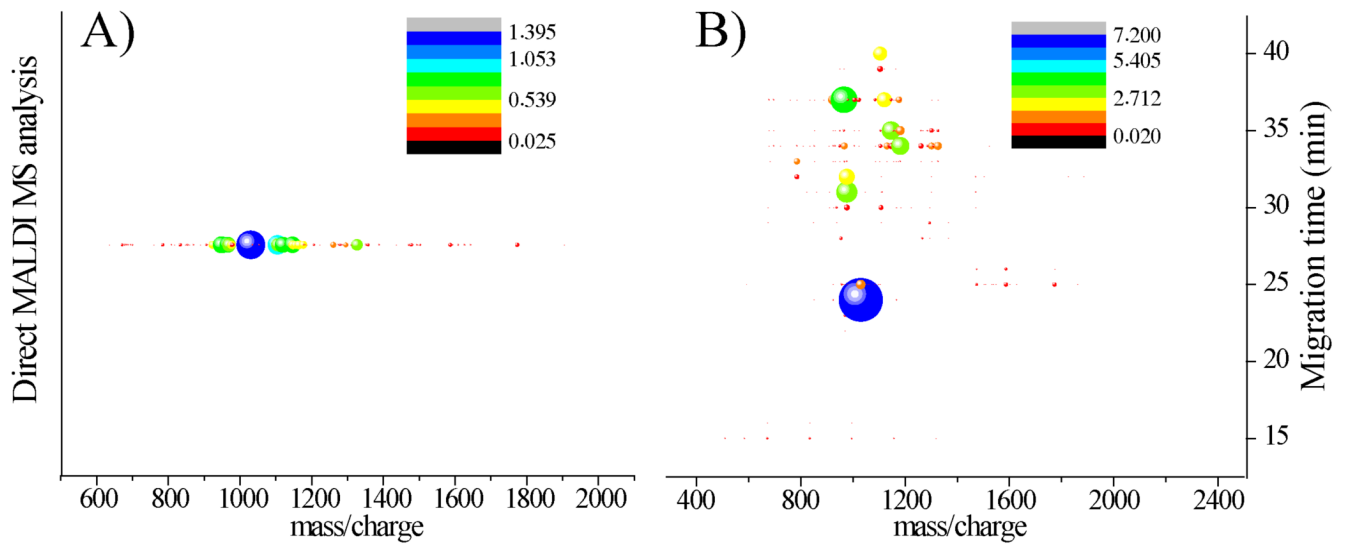 A)
1.395
1.053
0.539
0.025
Direct MALDI MS analysis
600 800 1000 1200 1400 1600 1800 2000
mass/charge
B)
7.200
5.405
2.712
0.020
40
35
30
25
20
15
Migration time (min)
400 800 1200 1600 2000 2400
mass/charge